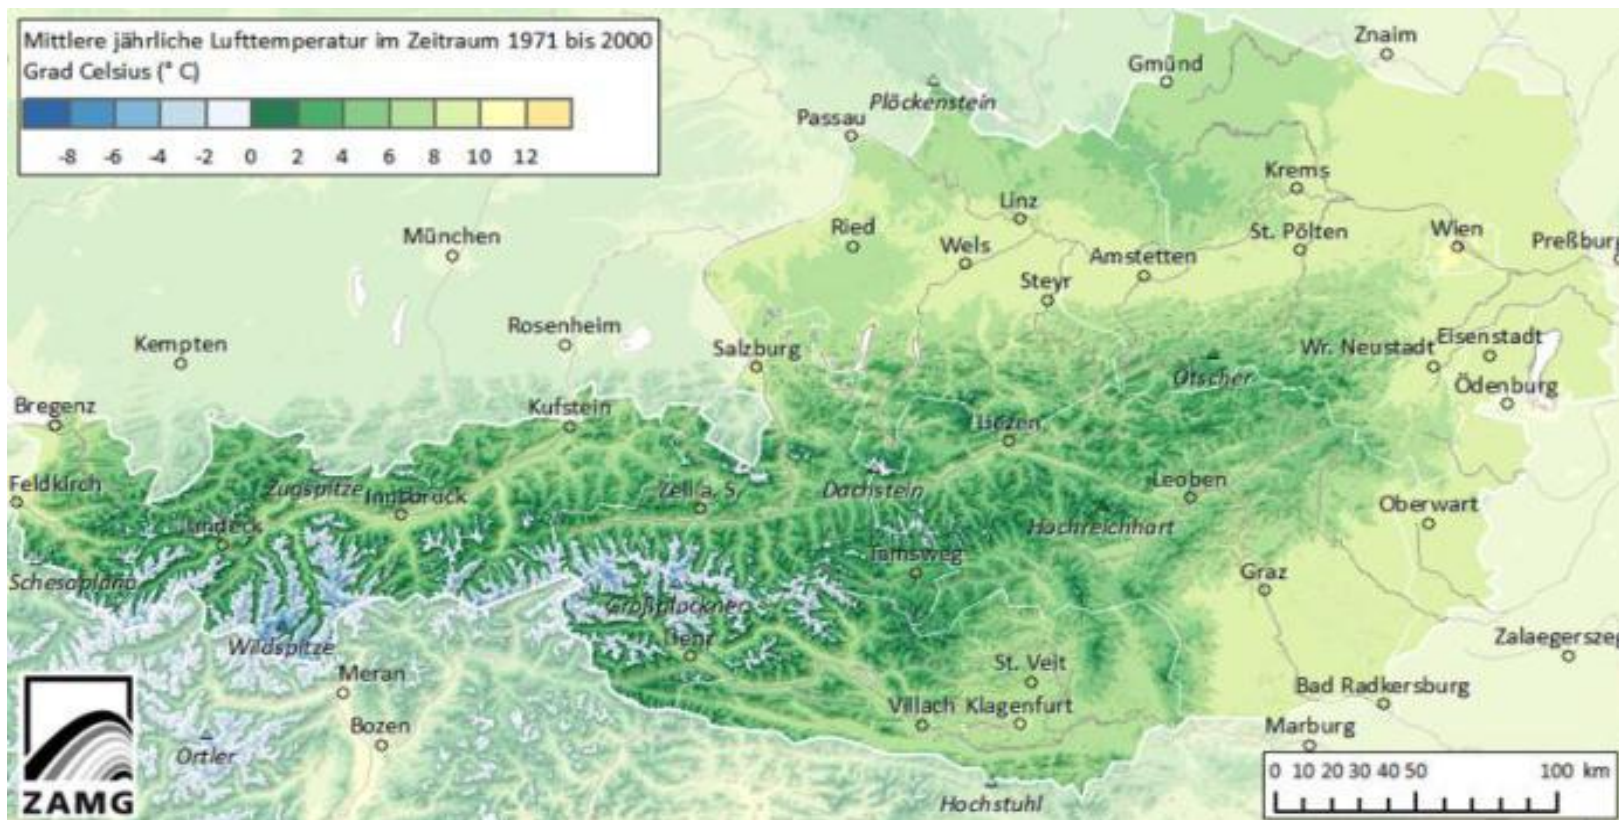 Mittlere jährliche Lufttemperatur im Zeitraum 1971 bis 2000
Grad Celsius (° C)
-8 -6 -4 -2 0 2 4 6 8 10 12
Znaim
Gmünd
Plöckenstein
Passau
Krems
Linz
Ried
Wels
St. Pölten
Wien
Preßburg
München
Amstetten
Steyr
Rosenheim
Kempten
Salzburg
Wr. Neustadt
Eisenstadt
Ötscher
Ödenburg
Bregenz
Kufstein
Liezen
Feldkirch
Zugspitze
Innbruck
Zell a. S.
Dachstein
Leoben
Hochreichhart
Oberwart
Landeck
Tamsweg
Schesaplana
Graz
Großglockner
Wildspitze
Lienz
Zalaegerszeg
St. Veit
Meran
Bad Radkersburg
Villach
Klagenfurt
Bozen
Marburg
Ortler
Hochstuhl
0 10 20 30 40 50 100 km
ZAMG